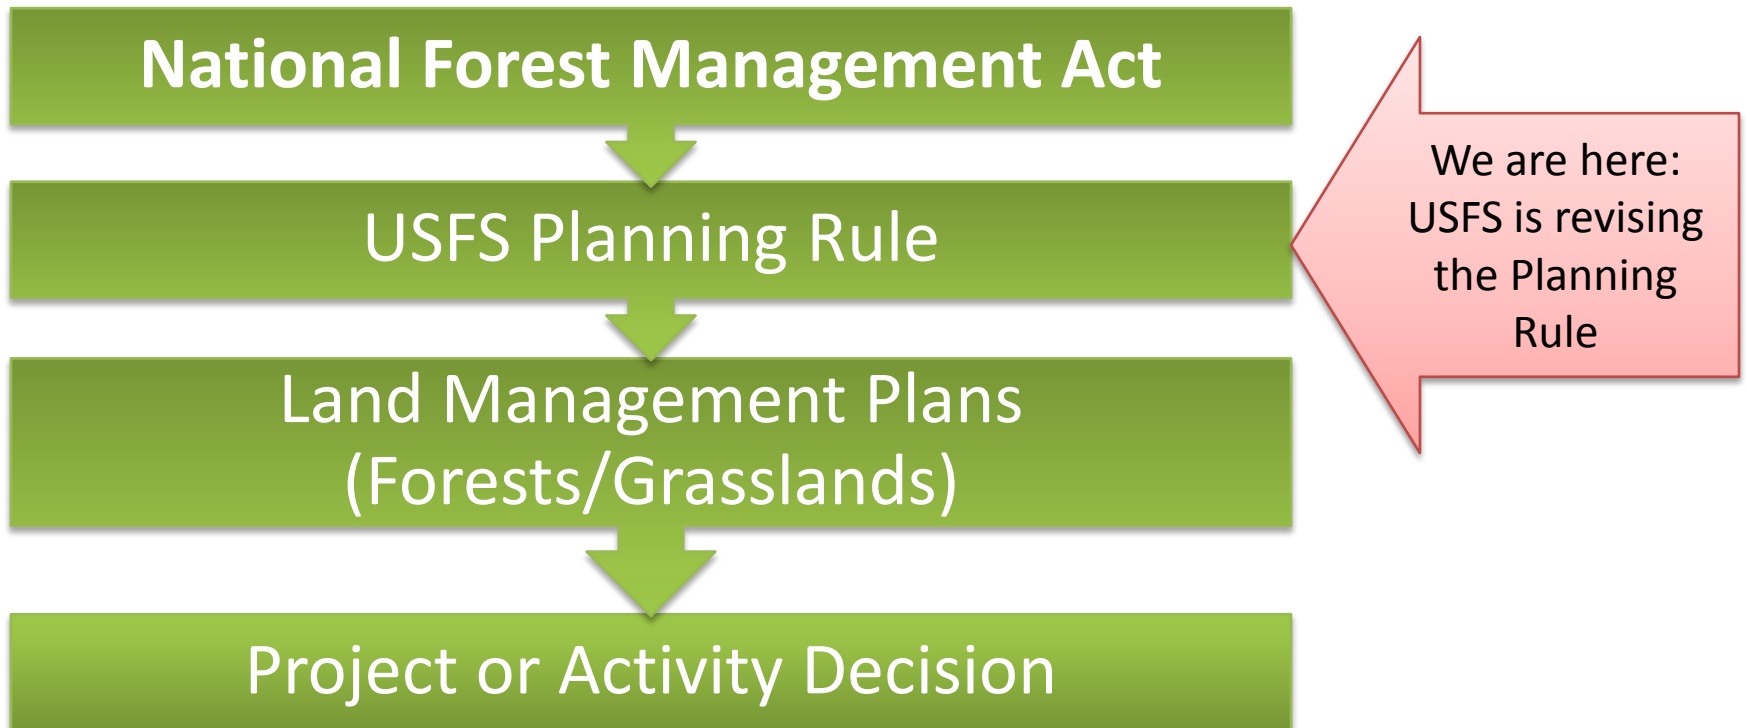 National Forest Management Act
USFS Planning Rule
We are here:
USFS is revising
the Planning
Rule
Land Management Plans
(Forests/Grasslands)
Project or Activity Decision